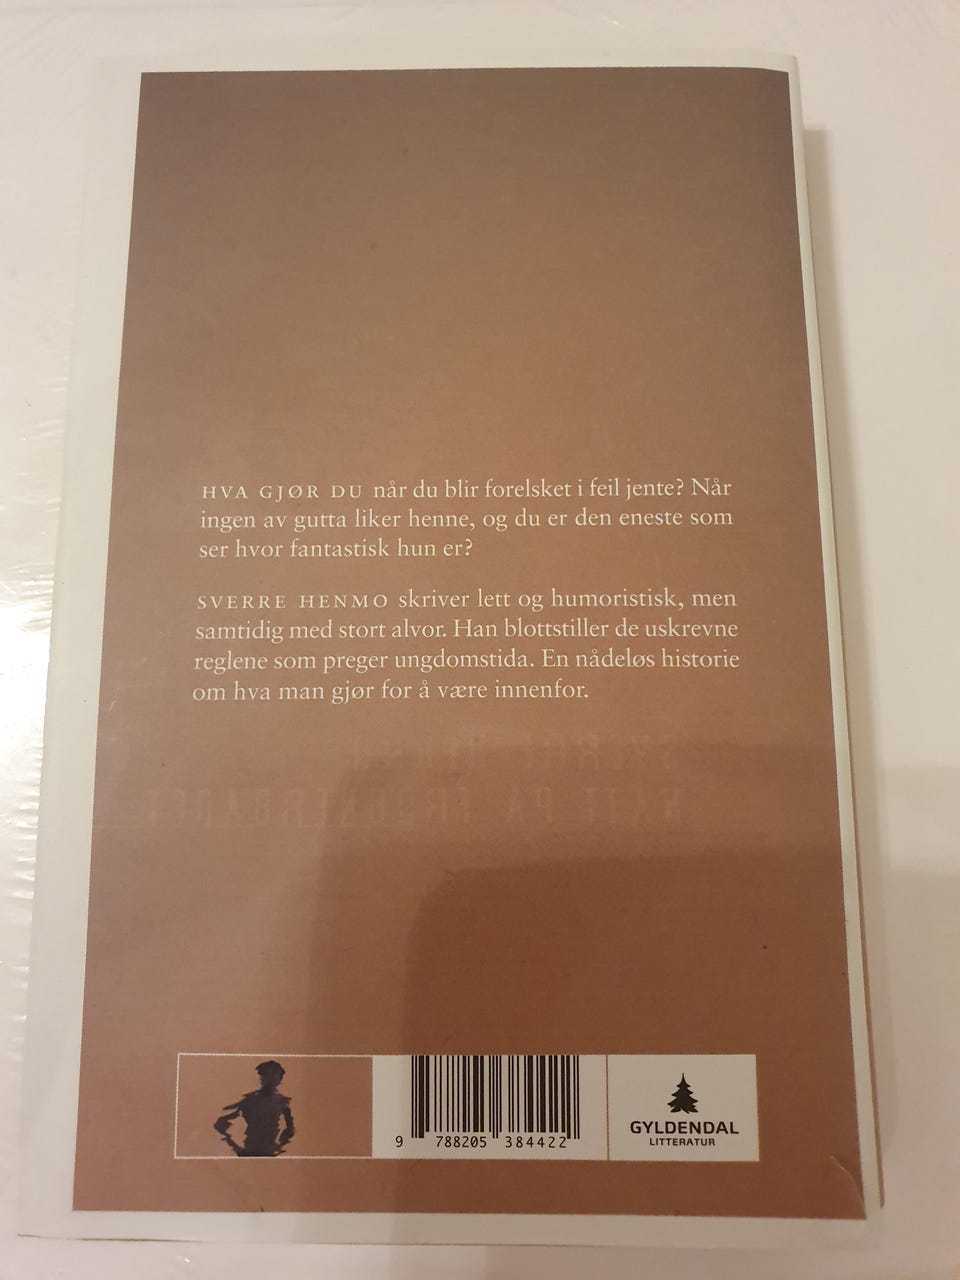 HVA GJØR DU når du blir forelsket i feil jente? Når
ingen av gutta liker henne, og du er den eneste som
ser hvor fantastisk hun er?
SVERRE HENMO skriver lett og humoristisk, men
samtidig med stort alvor. Han blottstiller de uskrevne
reglene som preger ungdomstida. En nådeløs historie
om hva man gjør for å være innenfor.
9 788205 384422
GYLDENDAL
LITTERATUR